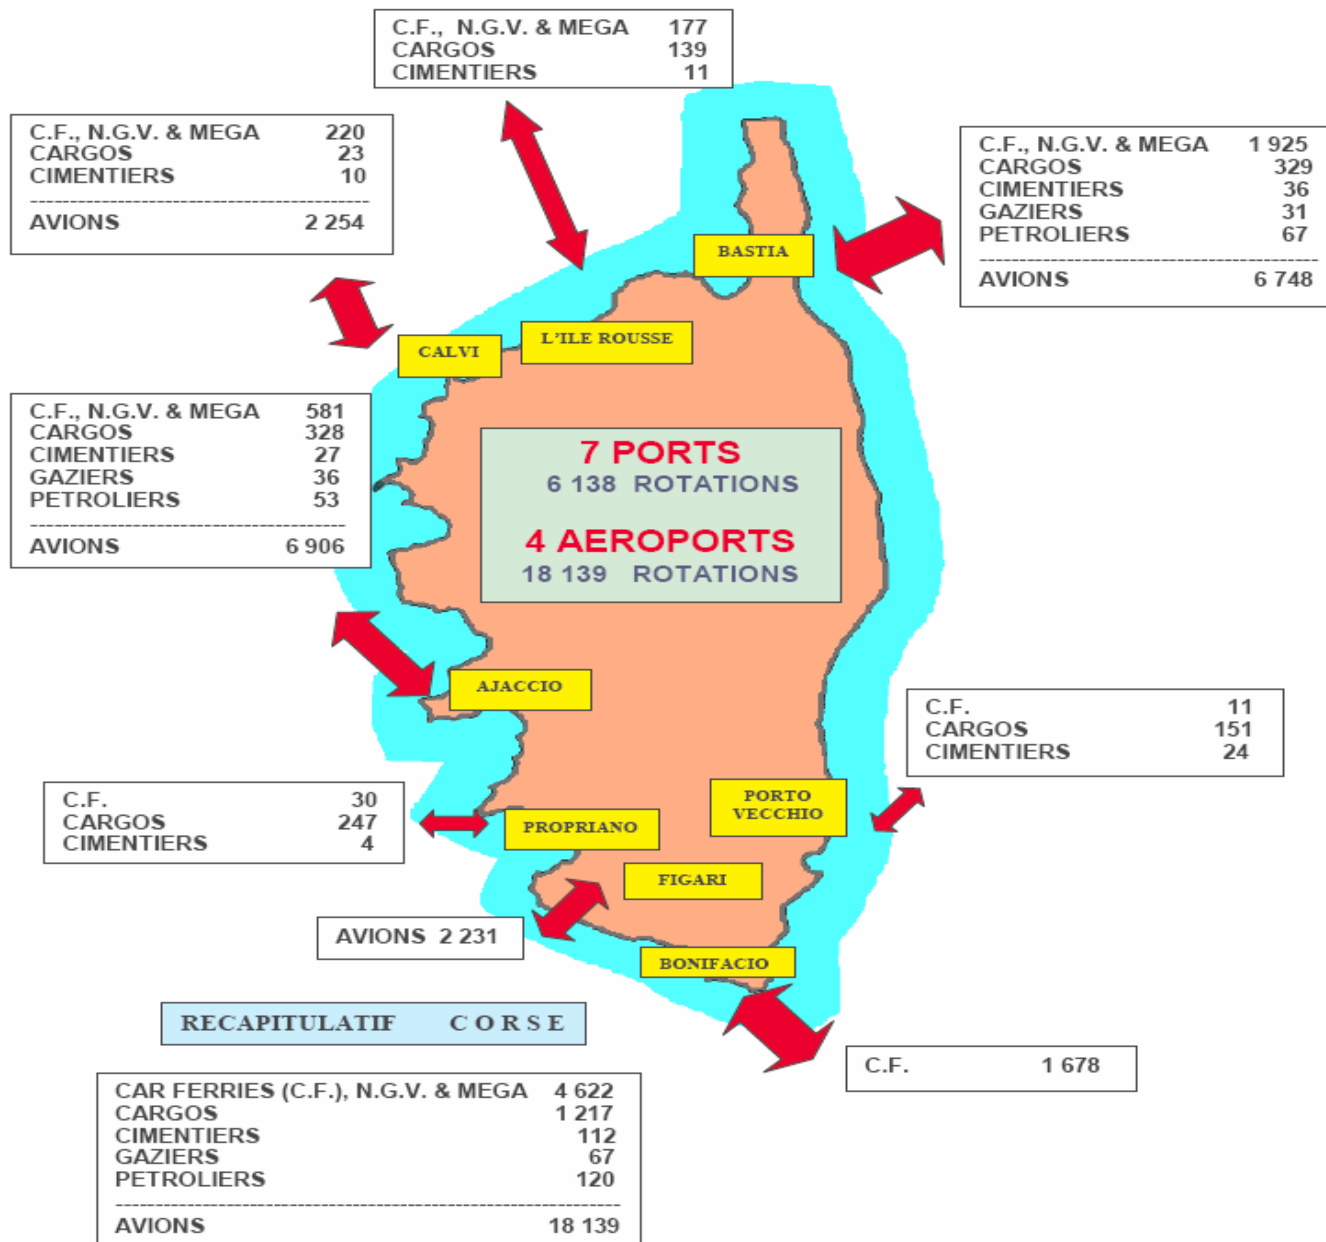 C.F., N.G.V. & MEGA 177
CARGOS 139
CIMENTIERS 11
C.F., N.G.V. & MEGA 220
CARGOS 23
CIMENTIERS 10
AVIONS 2 254
C.F., N.G.V. & MEGA 1 925
CARGOS 329
CIMENTIERS 36
GAZIERS 31
PETROLIERS 67
AVIONS 6 748
BASTIA
L'ILE ROUSSE
CALVI
C.F., N.G.V. & MEGA 581
CARGOS 328
CIMENTIERS 27
GAZIERS 36
PETROLIERS 53
AVIONS 6 906
7 PORTS
6 138 ROTATIONS
4 AEROPORTS
18 139 ROTATIONS
AJACCIO
C.F. 11
CARGOS 151
CIMENTIERS 24
C.F. 30
CARGOS 247
CIMENTIERS 4
PORTO
VECCHIO
PROPRIANO
FIGARI
AVIONS 2 231
BONIFACIO
RECAPITULATIF C O R S E
C.F. 1 678
CAR FERRIES (C.F.), N.G.V. & MEGA 4 622
CARGOS 1 217
CIMENTIERS 112
GAZIERS 67
PETROLIERS 120
AVIONS 18 139